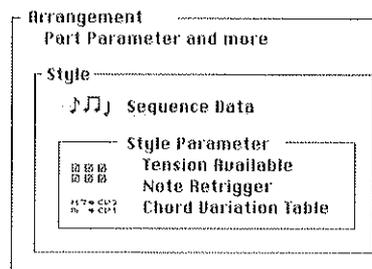 Arrangement
Part Parameter and more
Style
Sequence Data
Style Parameter
Tension Available
Note Retrigger
Chord Variation Table